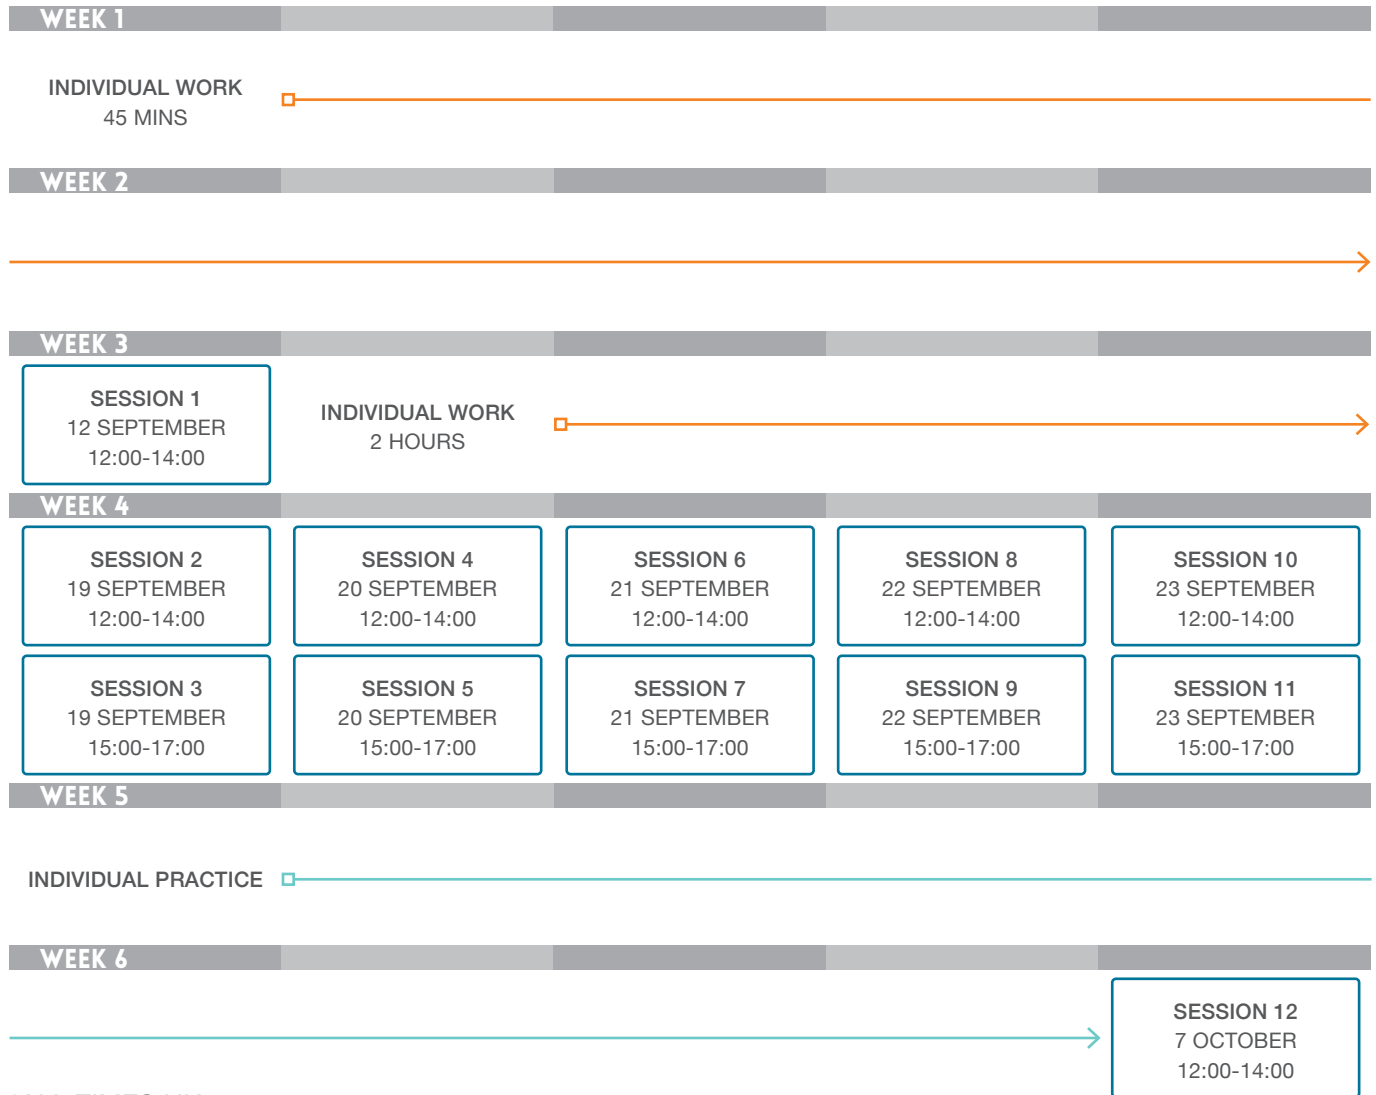 WEEK 1
INDIVIDUAL WORK
45 MINS
WEEK 2
WEEK 3
SESSION 1
12 SEPTEMBER
12:00-14:00
INDIVIDUAL WORK
2 HOURS
WEEK 4
SESSION 2
19 SEPTEMBER
12:00-14:00
SESSION 4
20 SEPTEMBER
12:00-14:00
SESSION 6
21 SEPTEMBER
12:00-14:00
SESSION 8
22 SEPTEMBER
12:00-14:00
SESSION 10
23 SEPTEMBER
12:00-14:00
SESSION 3
19 SEPTEMBER
15:00-17:00
SESSION 5
20 SEPTEMBER
15:00-17:00
SESSION 7
21 SEPTEMBER
15:00-17:00
SESSION 9
22 SEPTEMBER
15:00-17:00
SESSION 11
23 SEPTEMBER
15:00-17:00
WEEK 5
INDIVIDUAL PRACTICE
WEEK 6
SESSION 12
7 OCTOBER
12:00-14:00